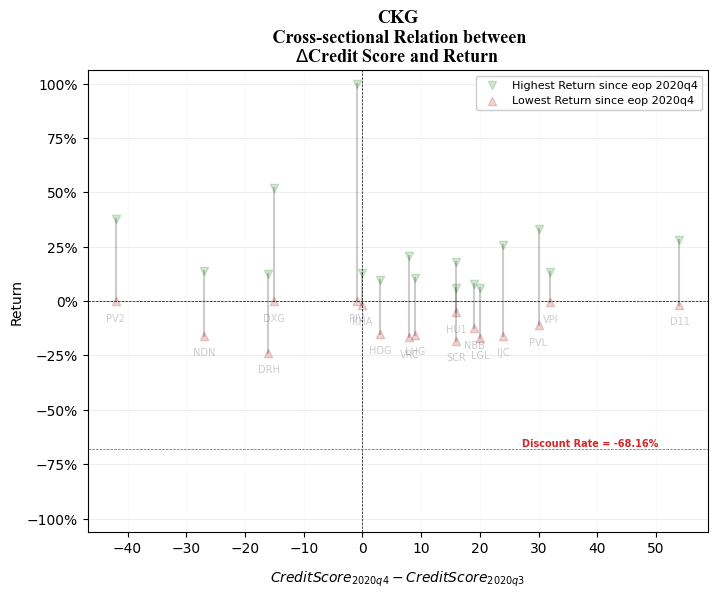 CKG
Cross-sectional Relation between
ΔCredit Score and Return
Highest Return since eop 2020q4
Lowest Return since eop 2020q4
100%
75%
50%
25%
0%
−25%
−50%
−75%
−100%
Return
PV2
NDN
DRH
DXG
KHA
HDG
VRC
LHG
HU1
SCR
NBB
LGL
IJC
PVL
VPI
D11
Discount Rate = -68.16%
−40
−30
−20
−10
0
10
20
30
40
50
CreditScore2020q4 − CreditScore2020q3